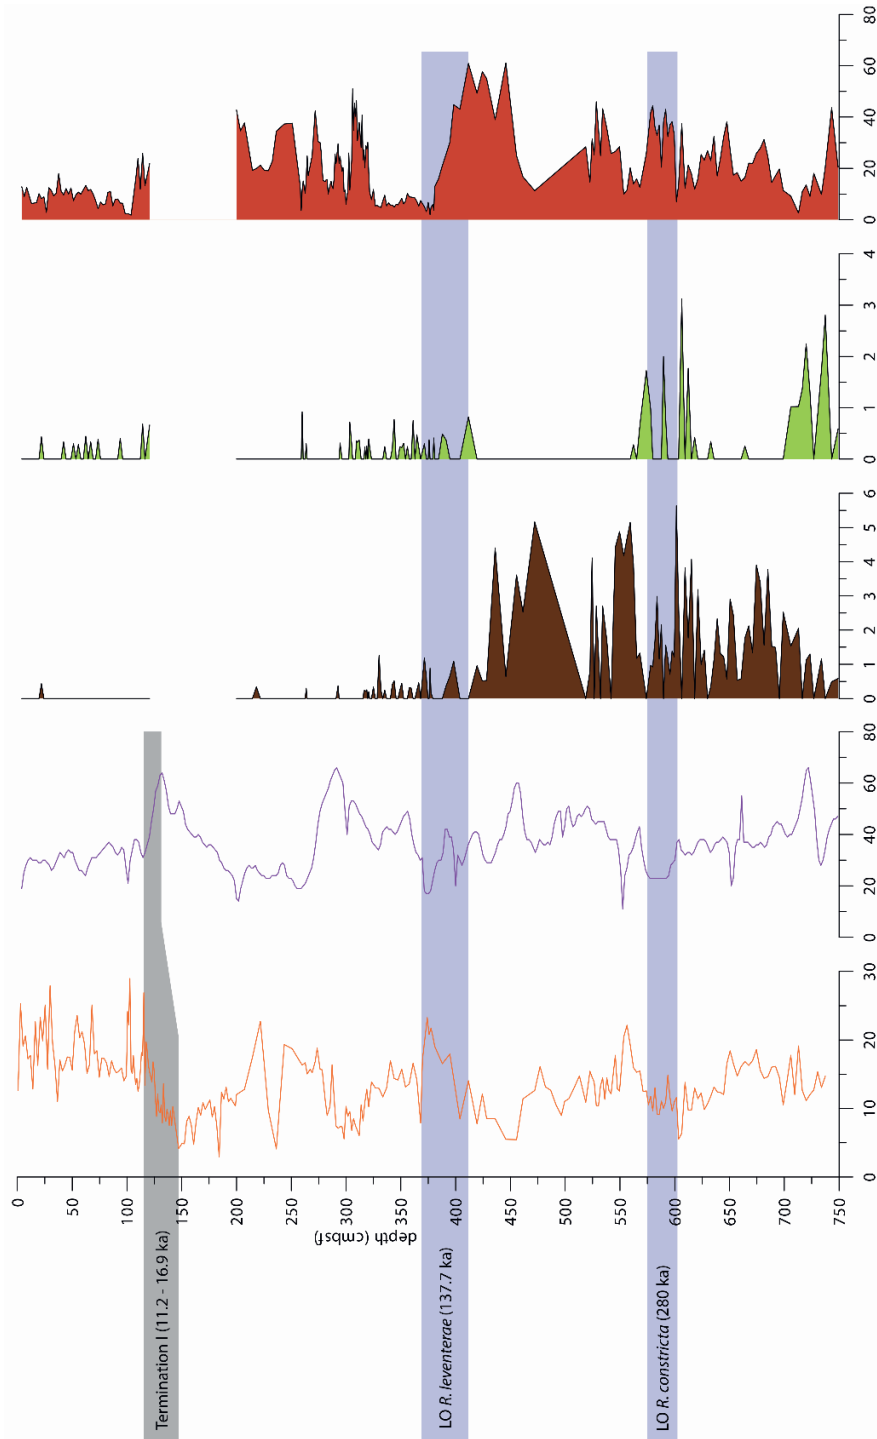 Termination I (11.2 - 16.9 ka)
LO R. leventerae (137.7 ka)
LO R. constricta (280 ka)
depth (cmbsf)
0 50 100 150 200 250 300 350 400 450 500 550 600 650 700 750
0 10 20 30
0 20 40 60 80
0 1 2 3 4 5 6
0 1 2 3 4
0 20 40 60 80